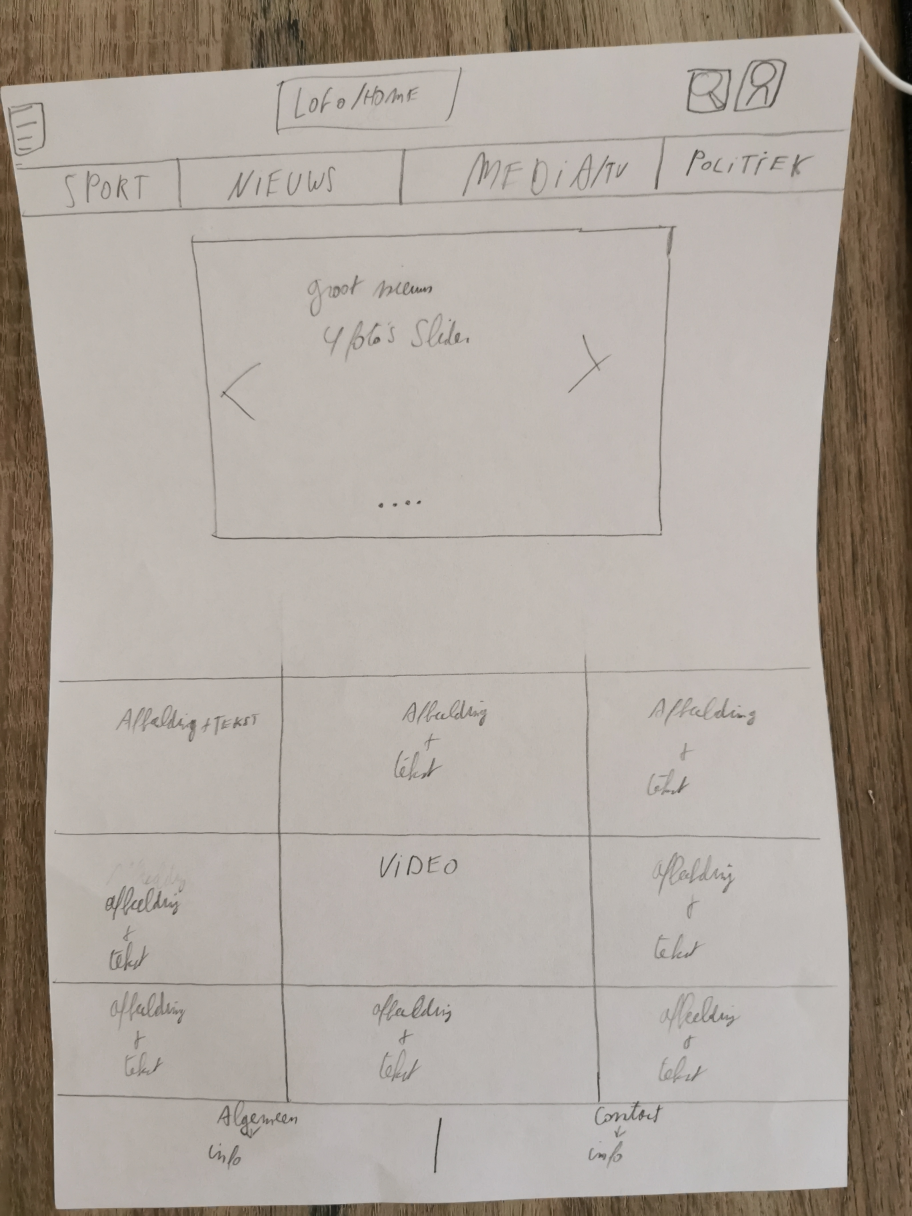 LOGO/HOME
SPORT
NIEUWS
MEDIA/TV
POLITIEK
groot nieuws
4 foto's Slider
Afbeelding + TEKST
Afbeelding
+
tekst
Afbeelding
+
tekst
afbeelding
+
tekst
VIDEO
afbeelding
+
tekst
afbeelding
+
tekst
afbeelding
+
tekst
afbeelding
+
tekst
Algemeen
info
Contact
info